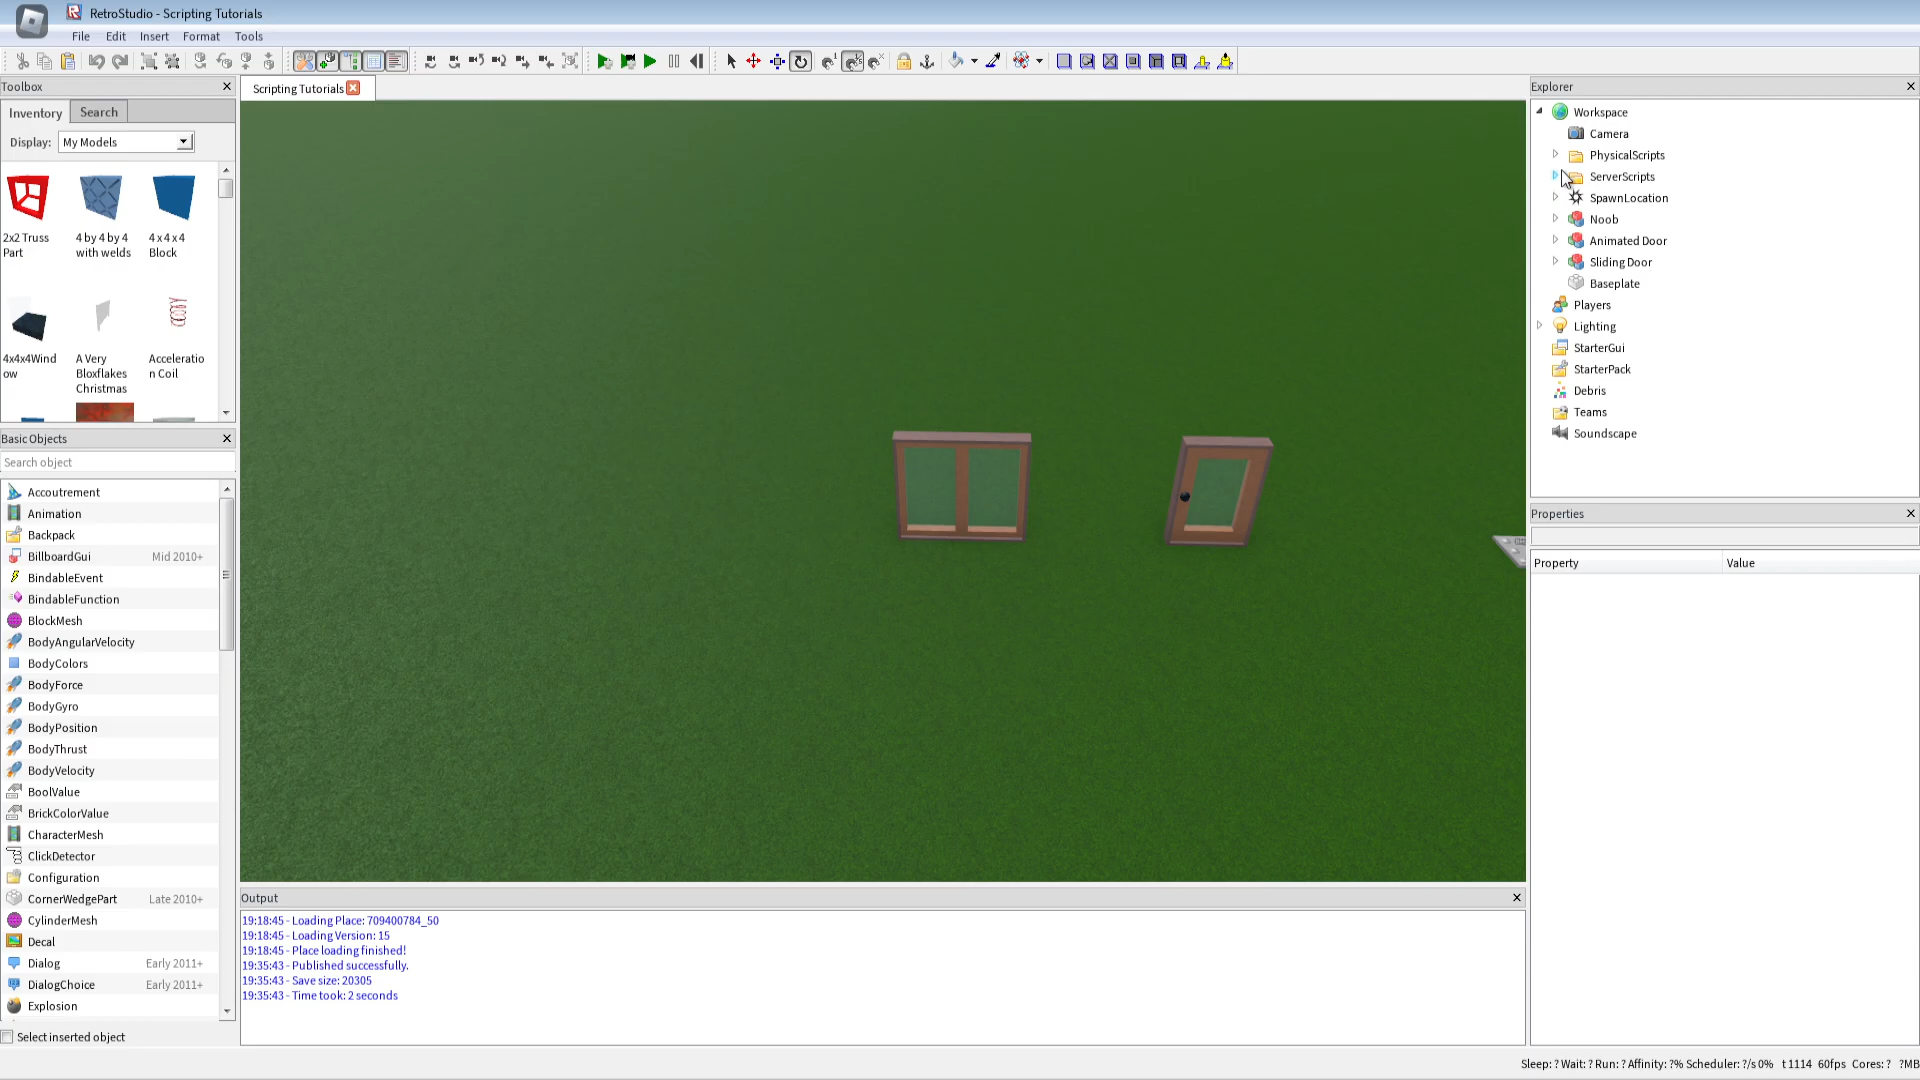 RetroStudio - Scripting Tutorials
File Edit Insert Format Tools
Toolbox
Inventory Search
Display: My Models
2x2 Truss Part
4 by 4 by 4 with welds
4 x 4 x 4 Block
4x4x4Window
A Very Bloxflakes Christmas
Acceleration Coil
Basic Objects
Search object
Accoutrement
Animation
Backpack
BillboardGui Mid 2010+
BindableEvent
BindableFunction
BlockMesh
BodyAngularVelocity
BodyColors
BodyForce
BodyGyro
BodyPosition
BodyThrust
BodyVelocity
BoolValue
BrickColorValue
CharacterMesh
ClickDetector
Configuration
CornerWedgePart Late 2010+
CylinderMesh
Decal
Dialog Early 2011+
DialogChoice Early 2011+
Explosion
Select inserted object
Scripting Tutorials
Output
19:18:45 - Loading Place: 709400784_50
19:18:45 - Loading Version: 15
19:18:45 - Place loading finished!
19:35:43 - Published successfully.
19:35:43 - Save size: 20305
19:35:43 - Time took: 2 seconds
Explorer
Workspace
Camera
PhysicalScripts
ServerScripts
SpawnLocation
Noob
Animated Door
Sliding Door
Baseplate
Players
Lighting
StarterGui
StarterPack
Debris
Teams
Soundscape
Properties
Property Value
Sleep: ? Wait: ? Run: ? Affinity: ?% Scheduler: ?/s 0% t 1114 60fps Cores: ? ?MB